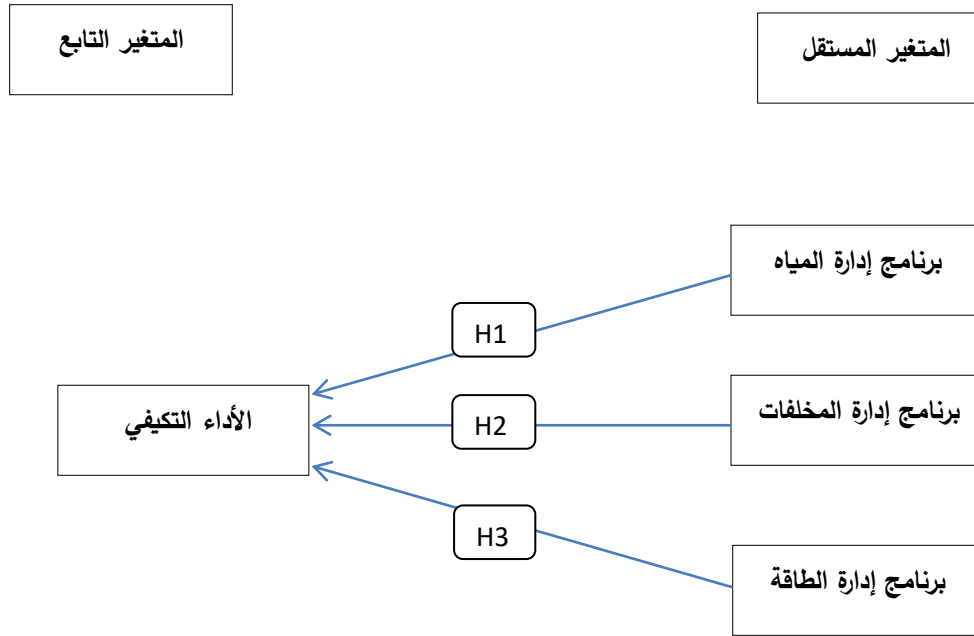 المتغير المستقل
المتغير التابع
برنامج إدارة المياه
H1
برنامج إدارة المخلفات
H2
الأداء التكيفي
H3
برنامج إدارة الطاقة